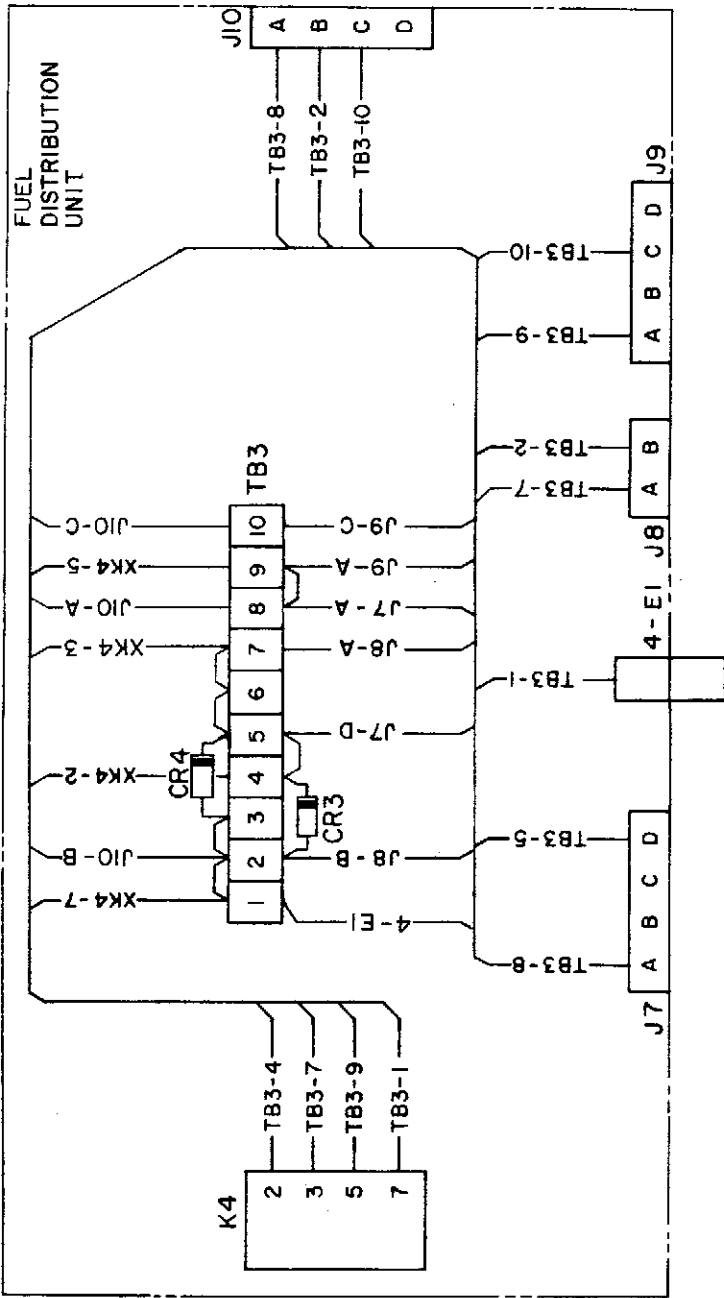 FUEL
DISTRIBUTION
UNIT
J10
A
B
C
D
TB3-8
TB3-2
TB3-10
K4
2
3
5
7
TB3-4
TB3-7
TB3-9
TB3-1
XK4-7
J10-B
XK4-2
XK4-3
J10-A
XK4-5
J10-C
CR4
1 2 3 4 5 6 7 8 9 10
TB3
CR3
4-E1
J8-B
J7-D
J8-A
J7-A
J9-A
J9-C
TB3-8
TB3-5
TB3-1
TB3-7
TB3-2
TB3-9
TB3-10
J7
A B C D
4-E1
J8
A B
A B C D
J9